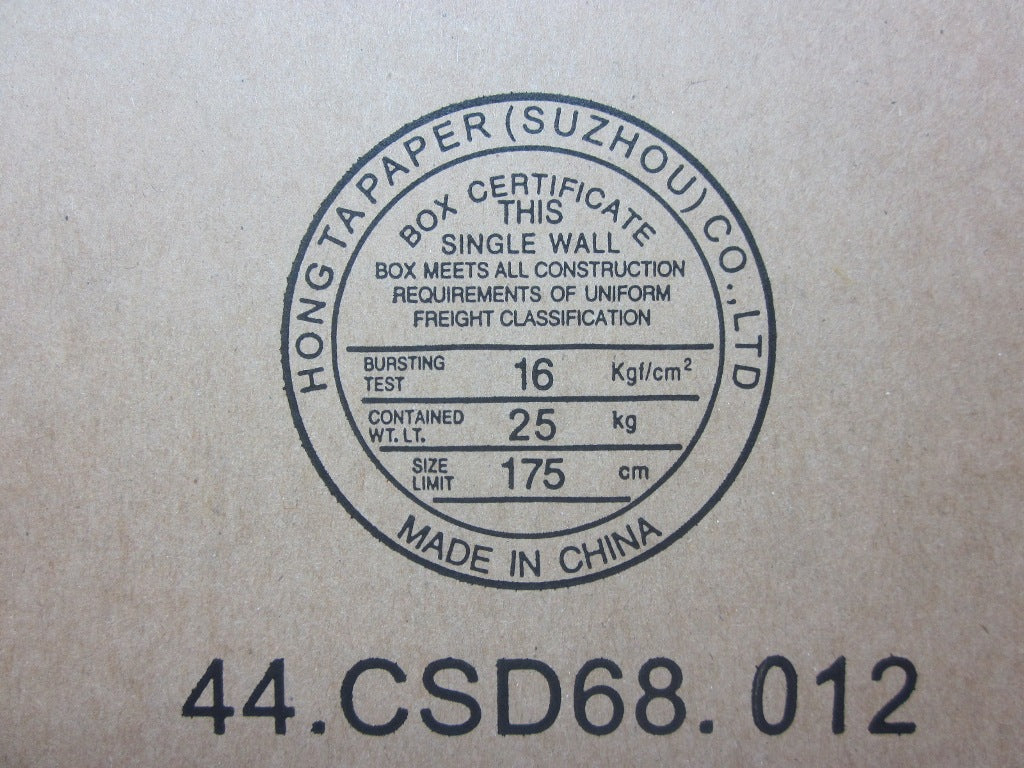 HONG TA PAPER (SUZHOU) CO.,LTD
BOX CERTIFICATE
THIS
SINGLE WALL
BOX MEETS ALL CONSTRUCTION
REQUIREMENTS OF UNIFORM
FREIGHT CLASSIFICATION
BURSTING TEST 16 Kgf/cm²
CONTAINED WT. LT. 25 kg
SIZE LIMIT 175 cm
MADE IN CHINA
44.CSD68. 012